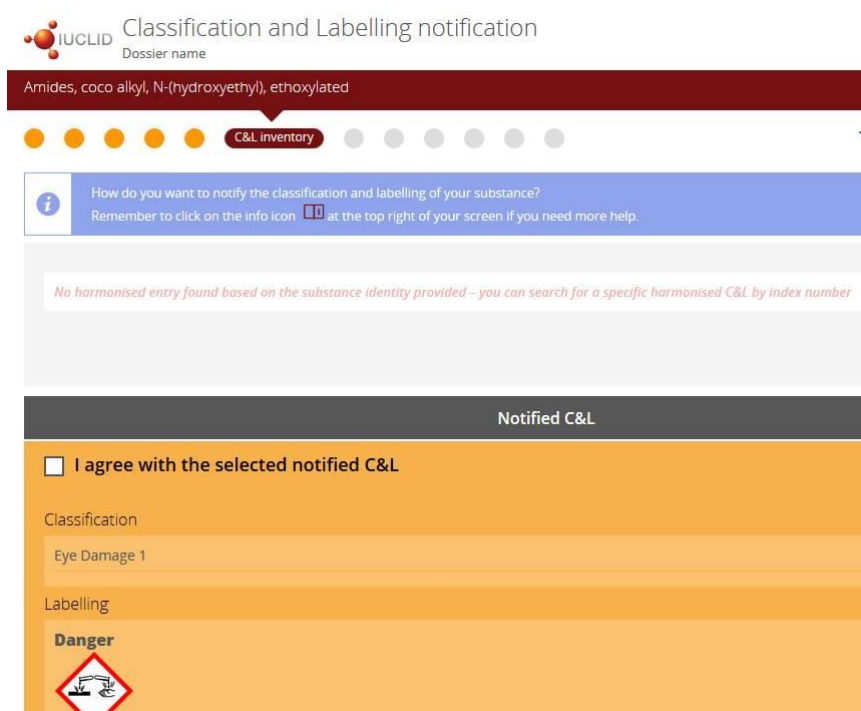 IUCLID
Classification and Labelling notification
Dossier name
Amides, coco alkyl, N-(hydroxyethyl), ethoxylated
C&L inventory
How do you want to notify the classification and labelling of your substance?
Remember to click on the info icon at the top right of your screen if you need more help.
No harmonised entry found based on the substance identity provided – you can search for a specific harmonised C&L by index number
Notified C&L
I agree with the selected notified C&L
Classification
Eye Damage 1
Labelling
Danger